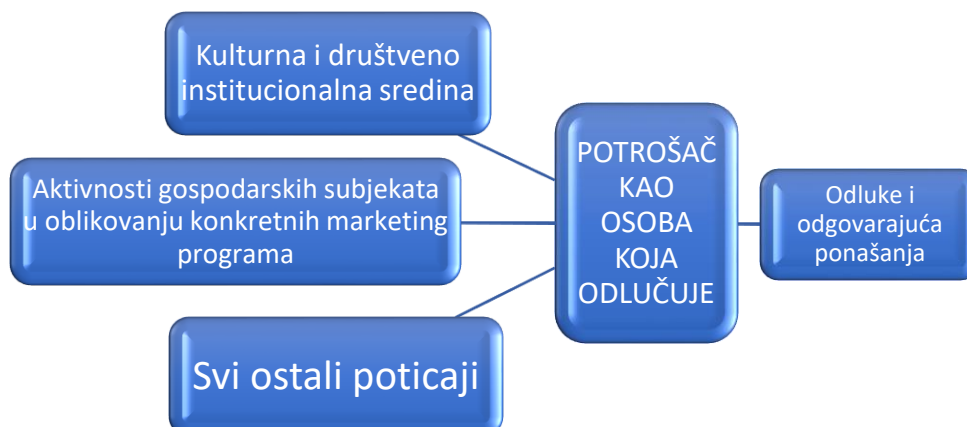 Kulturna i društveno
institucionalna sredina
Aktivnosti gospodarskih subjekata
u oblikovanju konkretnih marketing
programa
Svi ostali poticaji
POTROŠAČ
KAO
OSOBA
KOJA
ODLUČUJE
Odluke i
odgovarajuća
ponašanja